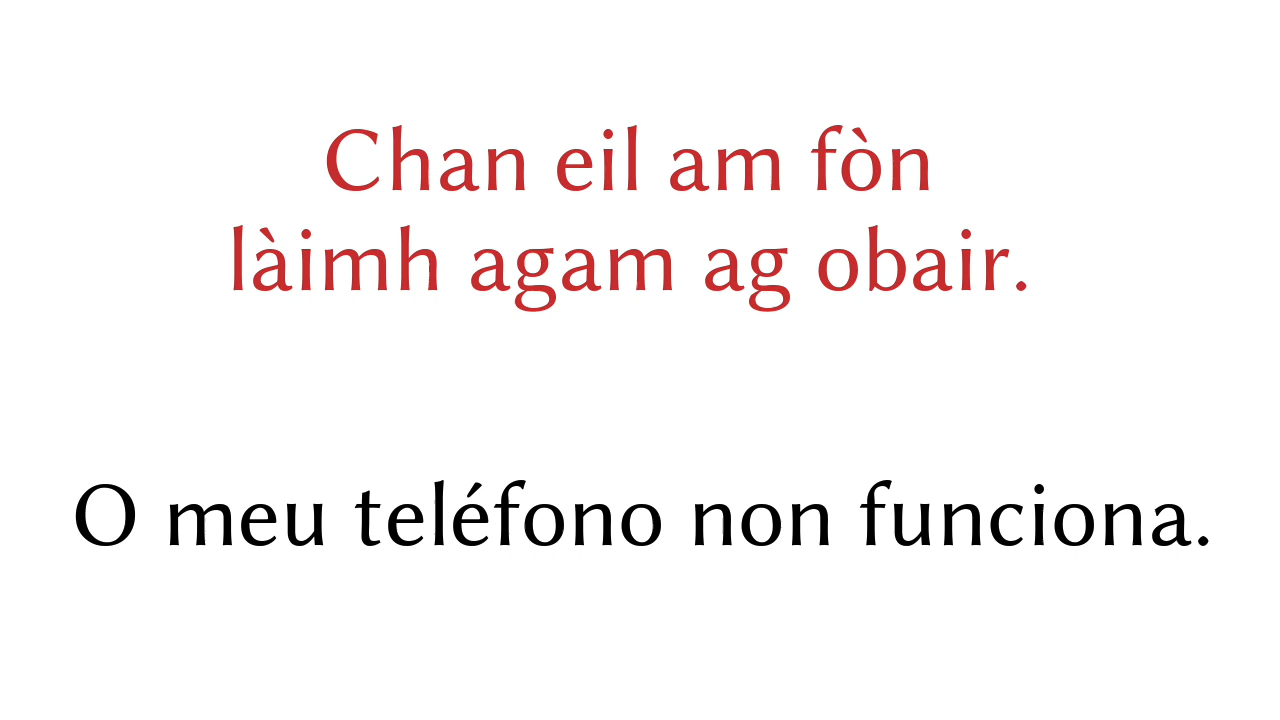 Chan eil am fòn
làimh agam ag obair.
O meu teléfono non funciona.